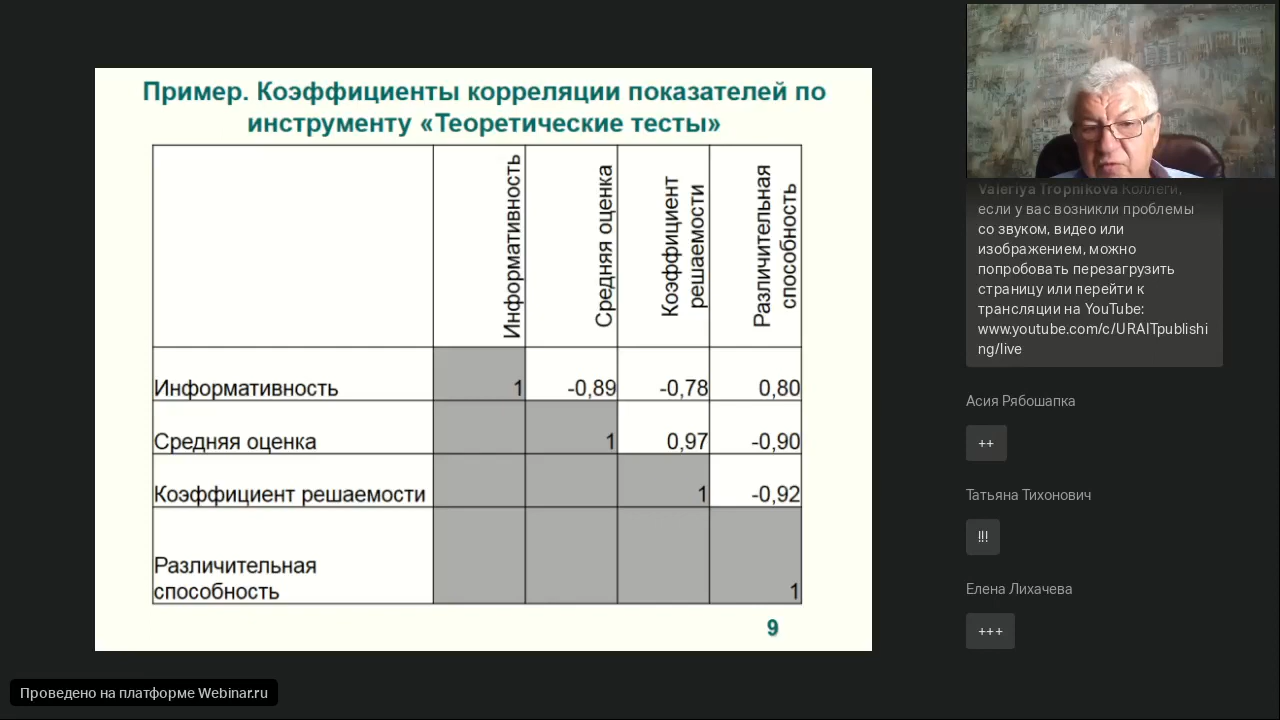 Пример. Коэффициенты корреляции показателей по
инструменту «Теоретические тесты»
Информативность
Средняя оценка
Коэффициент
решаемости
Различительная
способность
Информативность 1 -0,89 -0,78 0,80
Средняя оценка 1 0,97 -0,90
Коэффициент решаемости 1 -0,92
Различительная
способность 1
9
Valeriya Tropnikova Коллеги,
если у вас возникли проблемы
со звуком, видео или
изображением, можно
попробовать перезагрузить
страницу или перейти к
трансляции на YouTube:
www.youtube.com/c/URAITpublishi
ng/live
Асия Рябошапка
++
Татьяна Тихонович
!!!
Елена Лихачева
+++
Проведено на платформе Webinar.ru